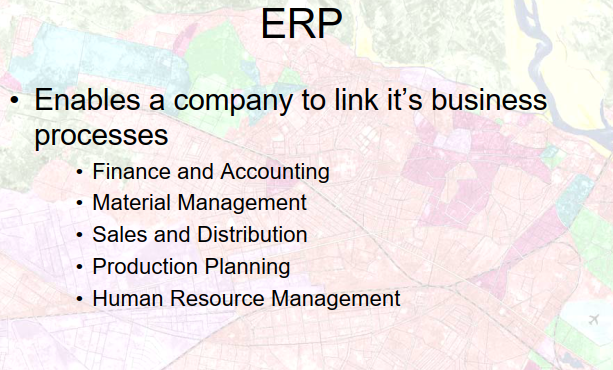 ERP
• Enables a company to link it's business
processes
• Finance and Accounting
• Material Management
• Sales and Distribution
• Production Planning
• Human Resource Management